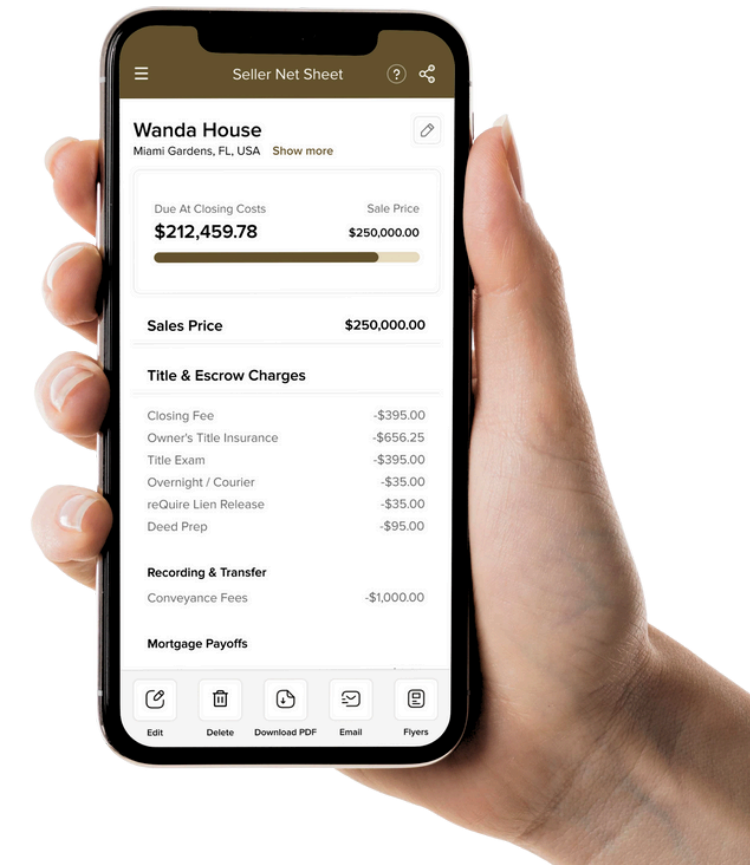 Seller Net Sheet ?
Wanda House
Miami Gardens, FL, USA Show more
Due At Closing Costs Sale Price
$212,459.78 $250,000.00
Sales Price $250,000.00
Title & Escrow Charges
Closing Fee -$395.00
Owner's Title Insurance -$656.25
Title Exam -$395.00
Overnight / Courier -$35.00
reQuire Lien Release -$35.00
Deed Prep -$95.00
Recording & Transfer
Conveyance Fees -$1,000.00
Mortgage Payoffs
Edit Delete Download PDF Email Flyers